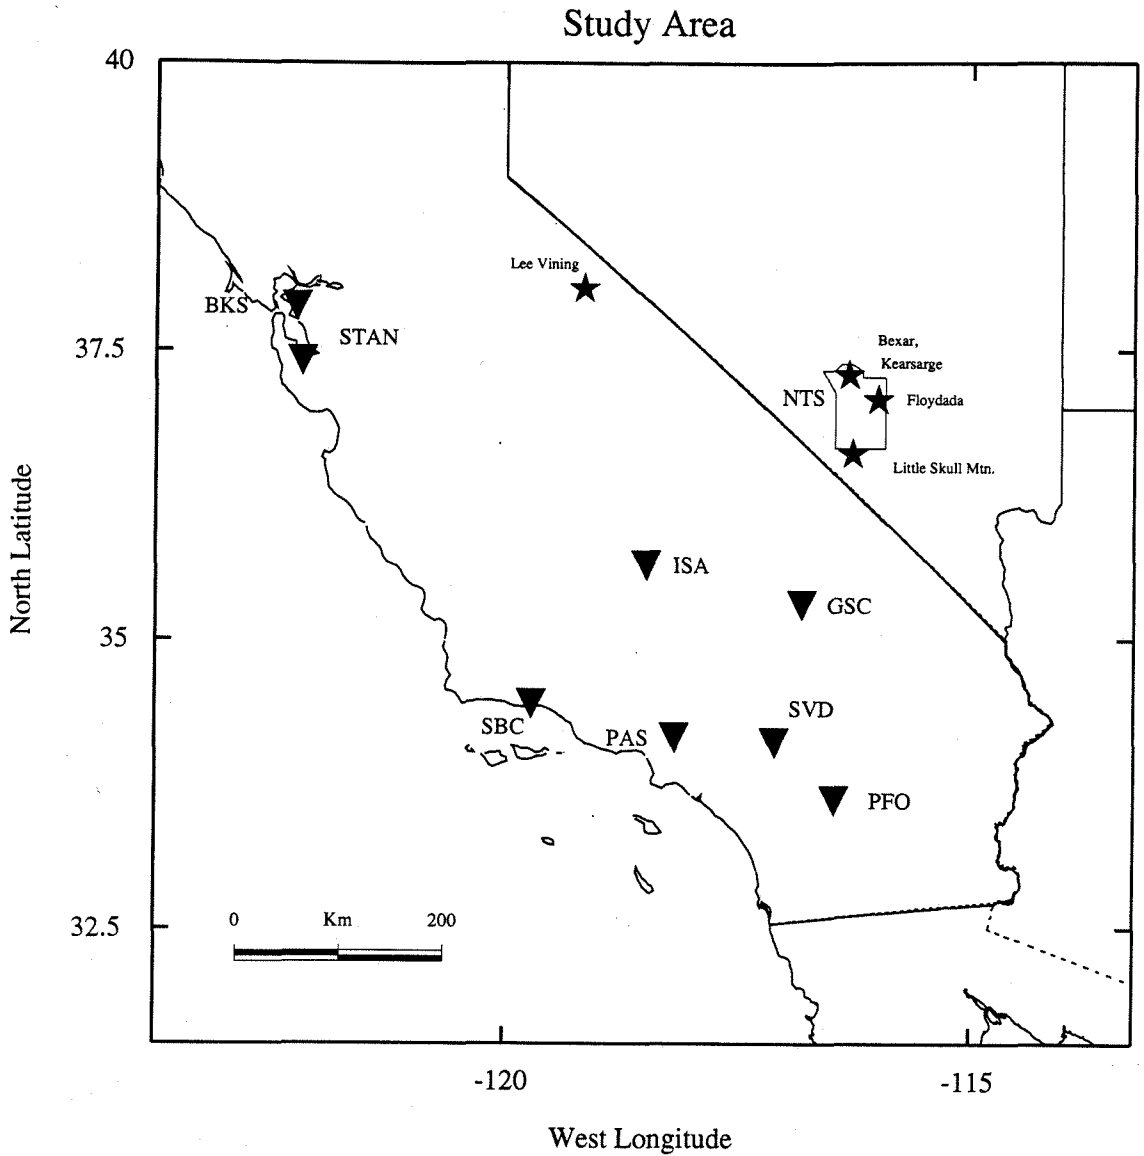 Study Area
40
Lee Vining
BKS
STAN
37.5
Bexar,
Kearsarge
NTS
Floydada
Little Skull Mtn.
North Latitude
ISA
GSC
35
SBC
PAS
SVD
PFO
32.5
0 Km 200
-120
-115
West Longitude